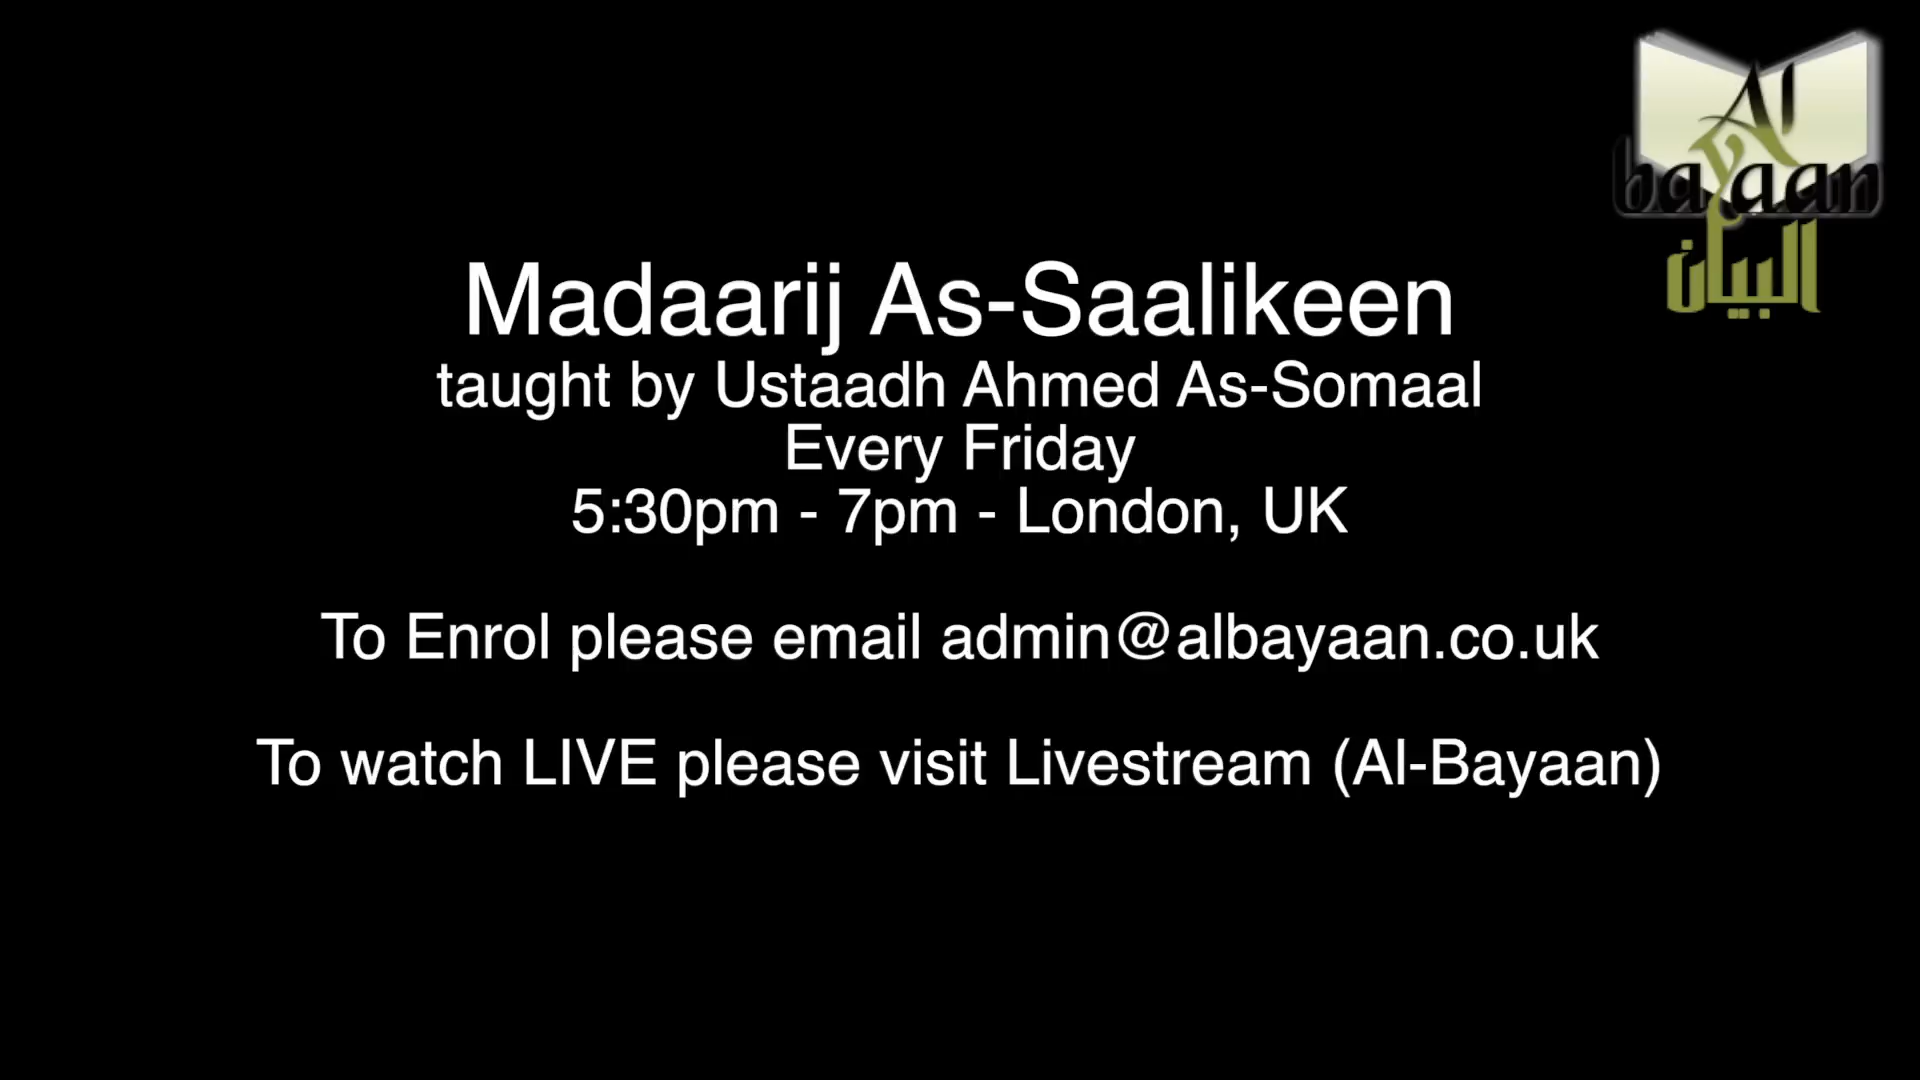 Al
bayaan
البيان
Madaarij As-Saalikeen
taught by Ustaadh Ahmed As-Somaal
Every Friday
5:30pm - 7pm - London, UK
To Enrol please email admin@albayaan.co.uk
To watch LIVE please visit Livestream (Al-Bayaan)